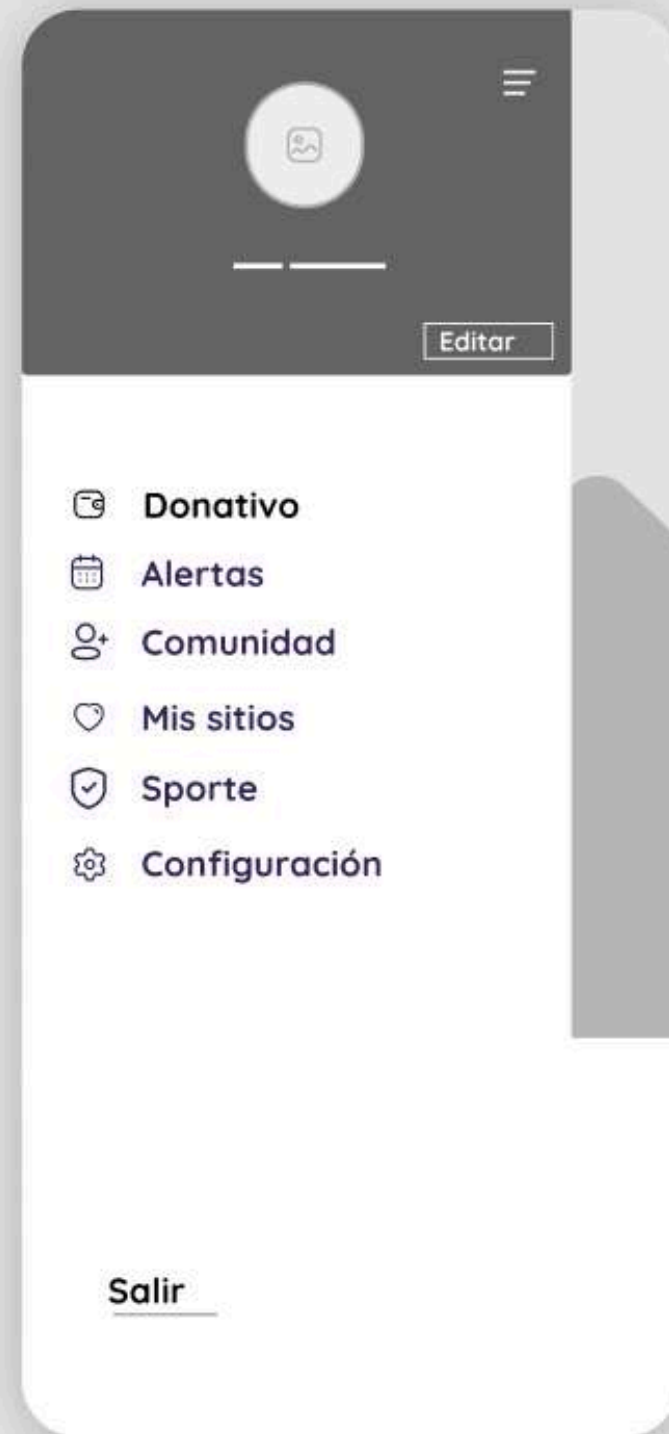 Editar
Donativo
Alertas
Comunidad
Mis sitios
Sporte
Configuración
Salir